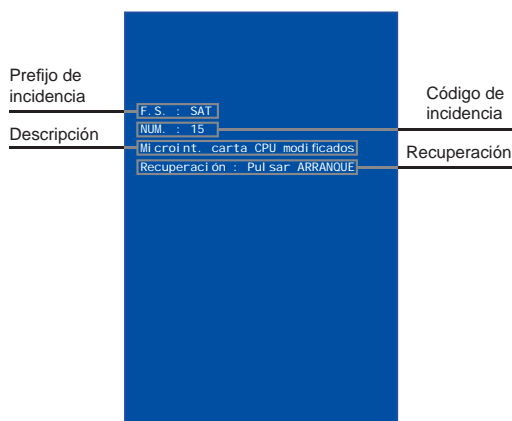 Prefijo de
incidencia
Descripción
F.S. : SAT
NUM. : 15
Microint. carta CPU modificados
Recuperación : Pulsar ARRANQUE
Código de
incidencia
Recuperación